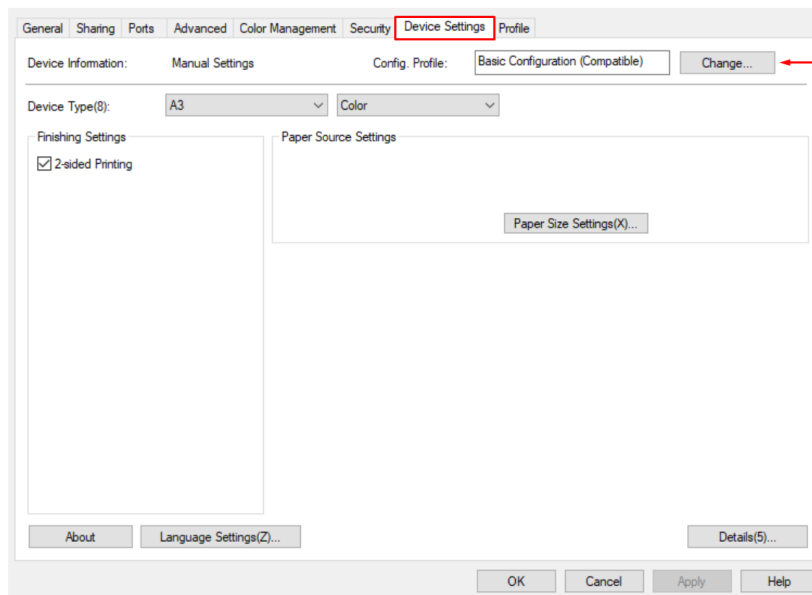 General Sharing Ports Advanced Color Management Security Device Settings Profile
Device Information: Manual Settings Config. Profile: Basic Configuration (Compatible) Change...
Device Type(8): A3 Color
Finishing Settings Paper Source Settings
2-sided Printing
Paper Size Settings(X)...
About Language Settings(Z)... Details(5)...
OK Cancel Apply Help